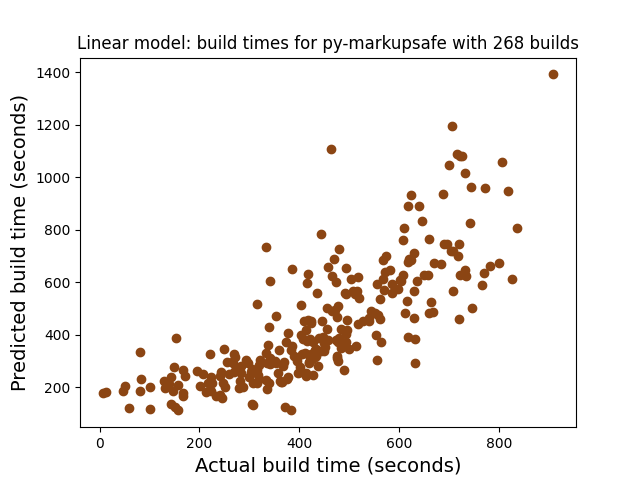 Linear model: build times for py-markupsafe with 268 builds
Predicted build time (seconds)
1400
1200
1000
800
600
400
200
0 200 400 600 800
Actual build time (seconds)